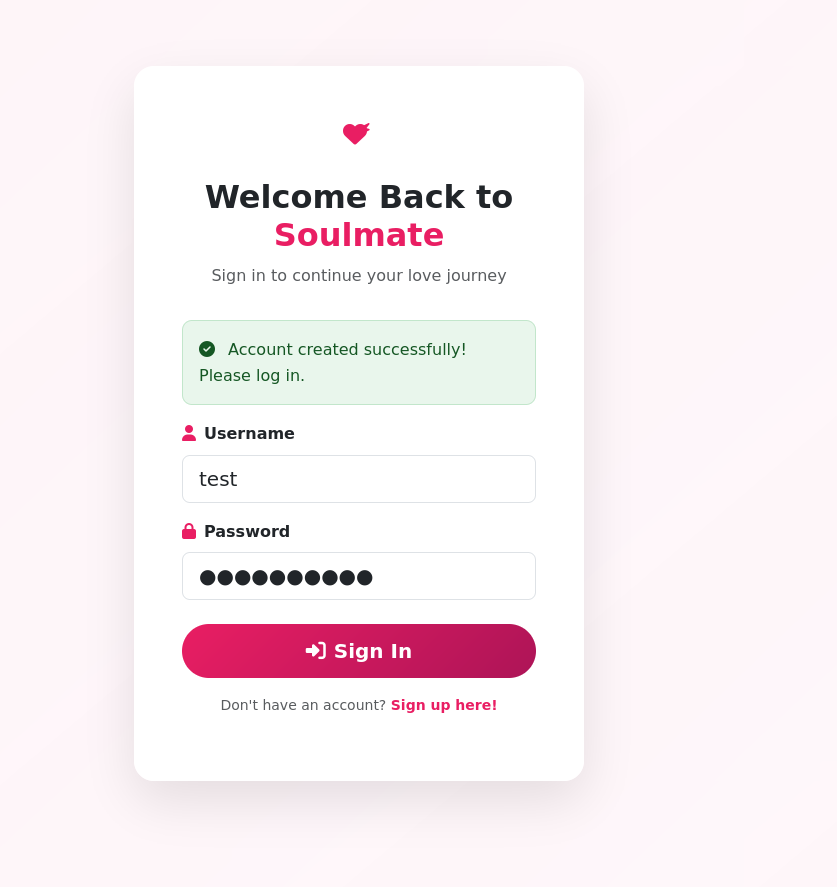 Welcome Back to
Soulmate
Sign in to continue your love journey
Account created successfully!
Please log in.
Username
test
Password
●●●●●●●●●●
Sign In
Don't have an account? Sign up here!